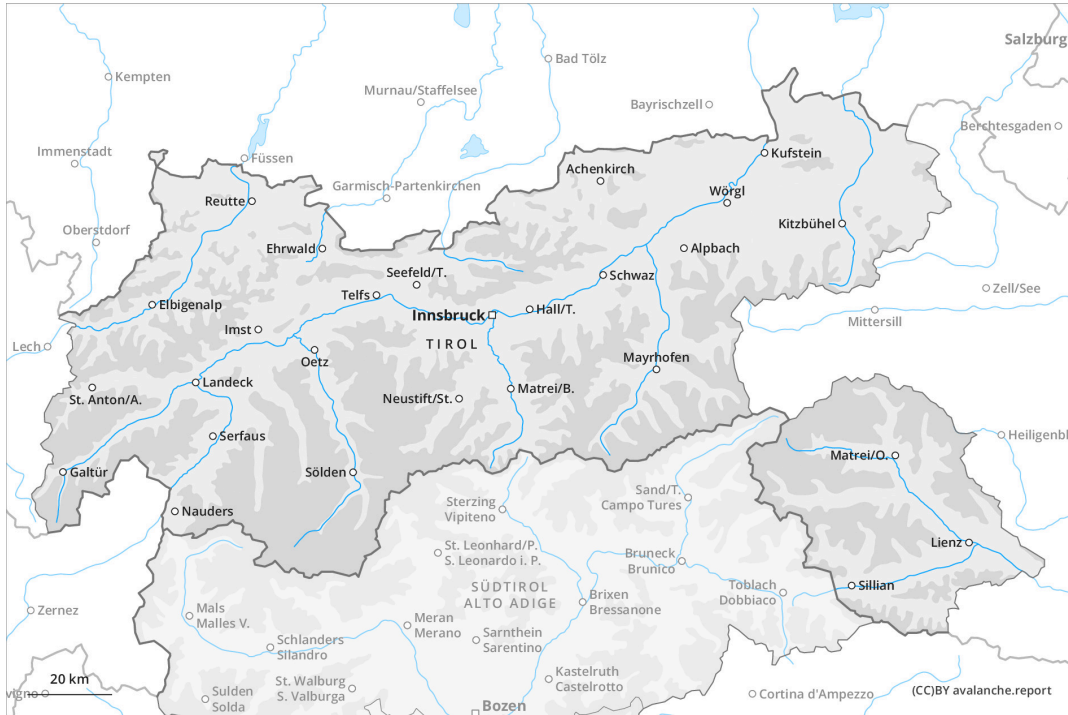 Salzburg
Kempten
Bad Tölz
Murnau/Staffelsee
Bayrischzell
Berchtesgaden
Immenstadt
Füssen
Kufstein
Achenkirch
Garmisch-Partenkirchen
Wörgl
Reutte
Oberstdorf
Kitzbühel
Ehrwald
Alpbach
Seefeld/T.
Schwaz
Telfs
Zell/See
Elbigenalp
Innsbruck
Hall/T.
Mittersill
Imst
Lech
TIROL
Oetz
Mayrhofen
Landeck
St. Anton/A.
Neustift/St.
Matrei/B.
Serfaus
Heiligenbl
Matrei/O.
Galtür
Sölden
Sand/T.
Campo Tures
Sterzing
Vipiteno
Nauders
Lienz
St. Leonhard/P.
S. Leonardo i. P.
Bruneck
Brunico
SÜDTIROL
ALTO ADIGE
Sillian
Toblach
Dobbiaco
Brixen
Bressanone
Zernez
Mals
Malles V.
Meran
Merano
Schlanders
Silandro
Sarnthein
Sarentino
20 km
vigno
St. Walburg
S. Valburga
Kastelruth
Castelrotto
Sulden
Solda
Cortina d'Ampezzo
(CC)BY avalanche.report
Bozen